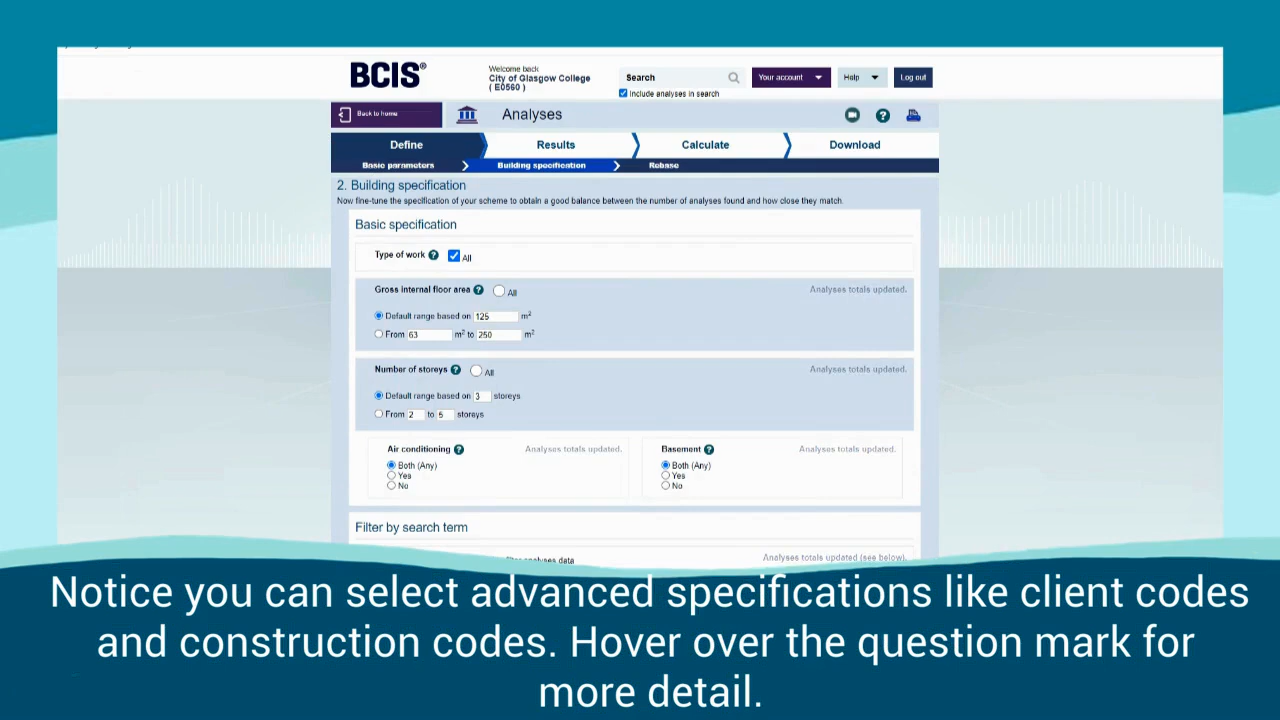 BCIS®
Welcome back
City of Glasgow College
( E0560 )
Search
Include analyses in search
Your account
Help
Log out
Back to home
Analyses
Define
Results
Calculate
Download
Basic parameters
Building specification
Rebase
2. Building specification
Now fine-tune the specification of your scheme to obtain a good balance between the number of analyses found and how close they match.
Basic specification
Type of work ? All
Gross internal floor area ? All
Analyses totals updated.
Default range based on 125 m²
From 63 m² to 250 m²
Number of storeys ? All
Analyses totals updated.
Default range based on 3 storeys
From 2 to 5 storeys
Air conditioning ?
Analyses totals updated.
Both (Any)
Yes
No
Basement ?
Analyses totals updated.
Both (Any)
Yes
No
Filter by search term
analyses data
Analyses totals updated (see below).
Notice you can select advanced specifications like client codes
and construction codes. Hover over the question mark for
more detail.